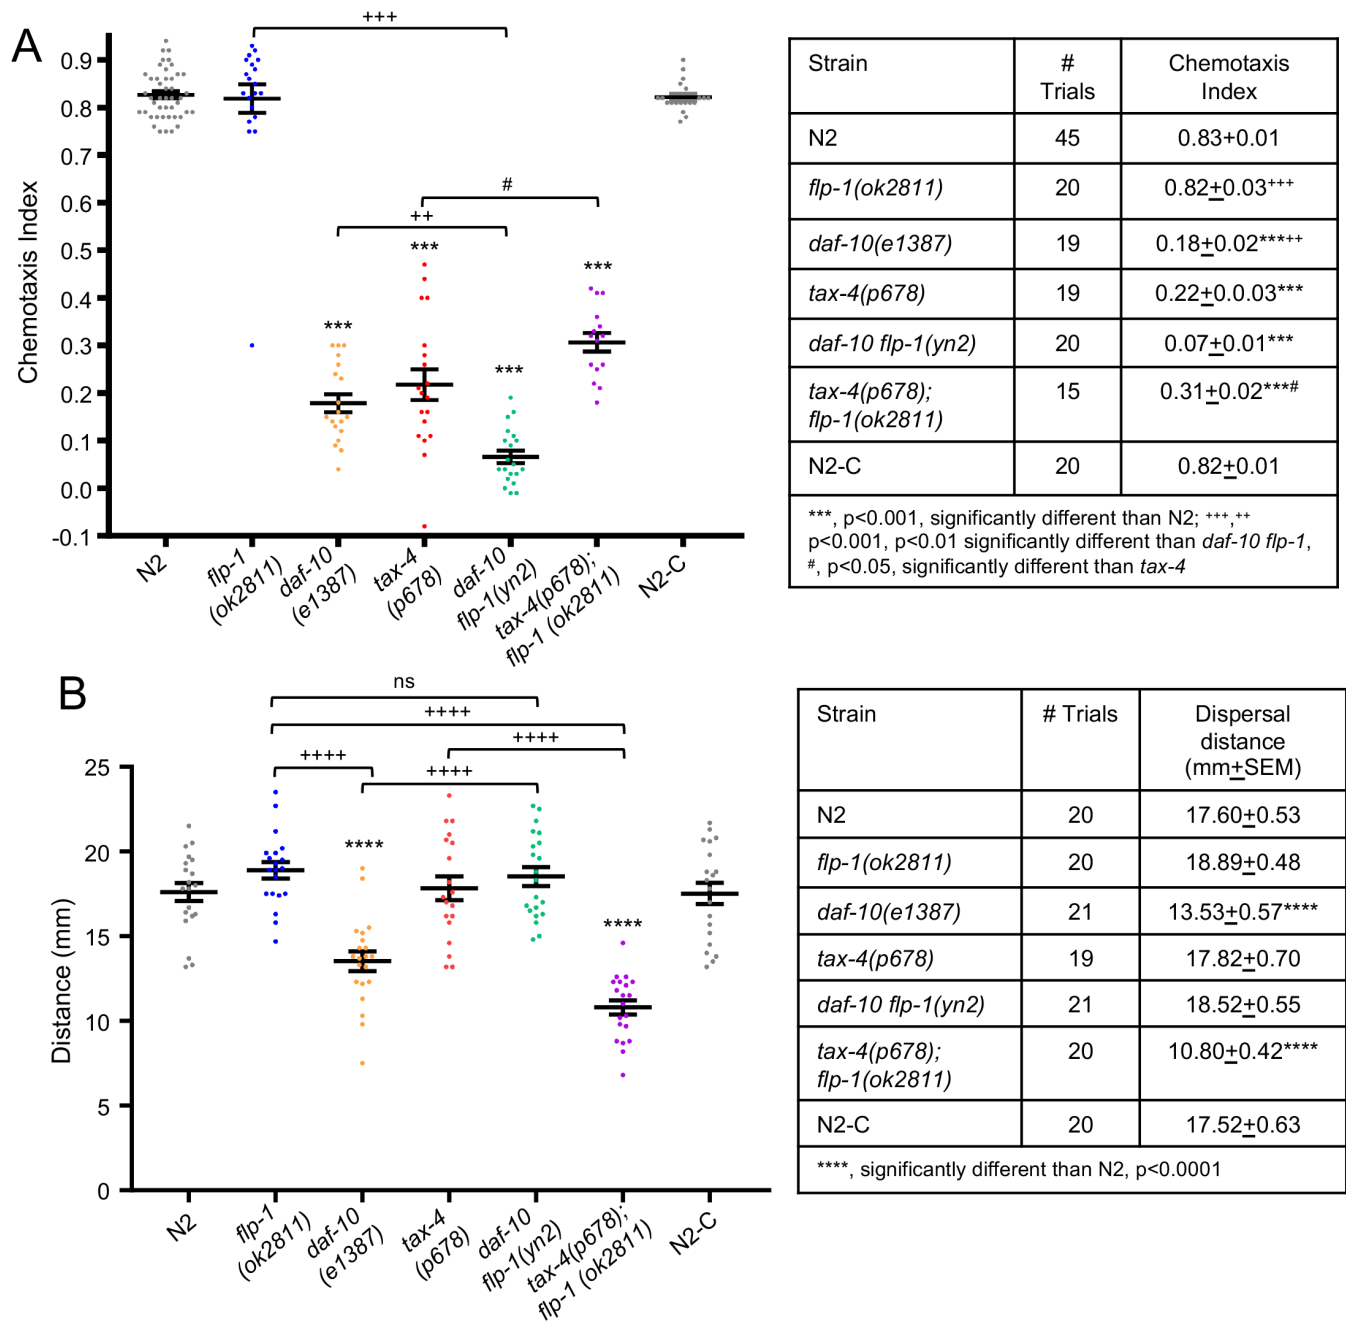 A
+++
#
++
***
***
***
***
Chemotaxis Index
0.9
0.8
0.7
0.6
0.5
0.4
0.3
0.2
0.1
0.0
-0.1
N2
flp-1
(ok2811)
daf-10
(e1387)
tax-4
(p678)
daf-10
flp-1(yn2)
tax-4(p678);
flp-1 (ok2811)
N2-C
Strain # Trials Chemotaxis Index
N2 45 0.83+0.01
flp-1(ok2811) 20 0.82±0.03+++
daf-10(e1387) 19 0.18±0.02***++
tax-4(p678) 19 0.22±0.0.03***
daf-10 flp-1(yn2) 20 0.07±0.01***
tax-4(p678); 15 0.31±0.02***#
flp-1(ok2811)
N2-C 20 0.82±0.01
***, p<0.001, significantly different than N2; +++,++
p<0.001, p<0.01 significantly different than daf-10 flp-1,
#, p<0.05, significantly different than tax-4
B
ns
++++
++++
++++
++++
****
****
Distance (mm)
25
20
15
10
5
0
N2
flp-1
(ok2811)
daf-10
(e1387)
tax-4
(p678)
daf-10
flp-1(yn2)
tax-4(p678);
flp-1 (ok2811)
N2-C
Strain # Trials Dispersal
distance
(mm±SEM)
N2 20 17.60±0.53
flp-1(ok2811) 20 18.89±0.48
daf-10(e1387) 21 13.53±0.57****
tax-4(p678) 19 17.82±0.70
daf-10 flp-1(yn2) 21 18.52±0.55
tax-4(p678); 20 10.80±0.42****
flp-1(ok2811)
N2-C 20 17.52±0.63
****, significantly different than N2, p<0.0001